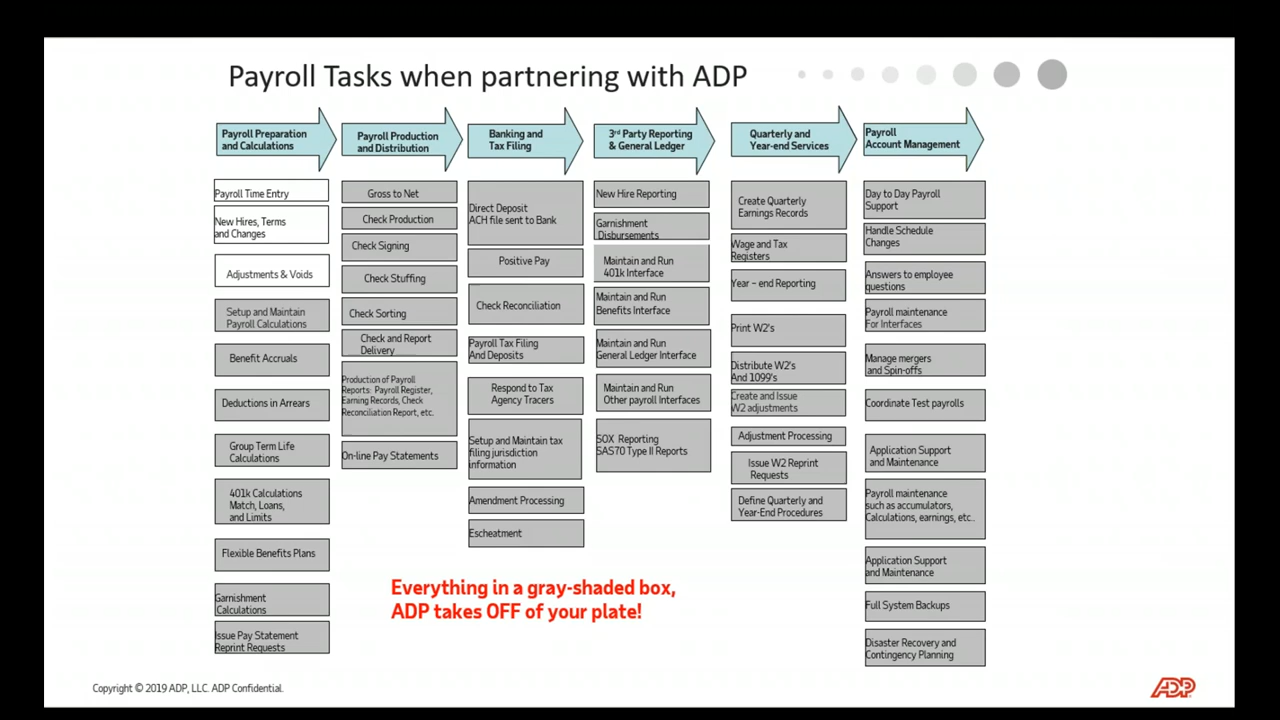 Payroll Tasks when partnering with ADP
Payroll Preparation
and Calculations
Payroll Time Entry
New Hires, Terms
and Changes
Adjustments & Voids
Setup and Maintain
Payroll Calculations
Benefit Accruals
Deductions in Arrears
Group Term Life
Calculations
401k Calculations
Match, Loans,
and Limits
Flexible Benefits Plans
Garnishment
Calculations
Issue Pay Statement
Reprint Requests
Payroll Production
and Distribution
Gross to Net
Check Production
Check Signing
Check Stuffing
Check Sorting
Check and Report
Delivery
Production of Payroll
Reports: Payroll Register,
Earning Records, Check
Reconciliation Report, etc.
On-line Pay Statements
Banking and
Tax Filing
Direct Deposit
ACH file sent to Bank
Positive Pay
Check Reconciliation
Payroll Tax Filing
And Deposits
Respond to Tax
Agency Tracers
Setup and Maintain tax
filing jurisdiction
information
Amendment Processing
Escheatment
3rd Party Reporting
& General Ledger
New Hire Reporting
Garnishment
Disbursements
Maintain and Run
401k Interface
Maintain and Run
Benefits Interface
Maintain and Run
General Ledger Interface
Maintain and Run
Other payroll Interfaces
SOX Reporting
SAS70 Type II Reports
Quarterly and
Year-end Services
Create Quarterly
Earnings Records
Wage and Tax
Registers
Year – end Reporting
Print W2's
Distribute W2's
And 1099's
Create and Issue
W2 adjustments
Adjustment Processing
Issue W2 Reprint
Requests
Define Quarterly and
Year-End Procedures
Payroll
Account Management
Day to Day Payroll
Support
Handle Schedule
Changes
Answers to employee
questions
Payroll maintenance
For Interfaces
Manage mergers
and Spin-offs
Coordinate Test payrolls
Application Support
and Maintenance
Payroll maintenance
such as accumulators,
Calculations, earnings, etc..
Application Support
and Maintenance
Full System Backups
Disaster Recovery and
Contingency Planning
Everything in a gray-shaded box,
ADP takes OFF of your plate!
Copyright © 2019 ADP, LLC. ADP Confidential.
ADP